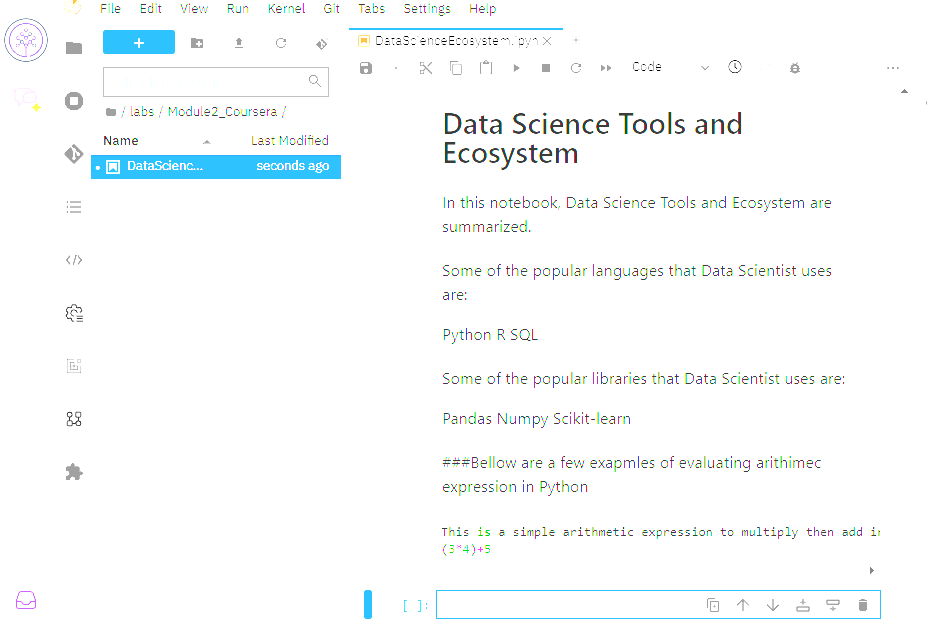 File Edit View Run Kernel Git Tabs Settings Help
DataScienceEcosystem.ipyn
Code
/ labs / Module2_Coursera /
Name Last Modified
DataScienc... seconds ago
Data Science Tools and
Ecosystem
In this notebook, Data Science Tools and Ecosystem are
summarized.
Some of the popular languages that Data Scientist uses
are:
Python R SQL
Some of the popular libraries that Data Scientist uses are:
Pandas Numpy Scikit-learn
###Bellow are a few exapmles of evaluating arithimec
expression in Python
This is a simple arithmetic expression to multiply then add in
(3*4)+5
[ ]: